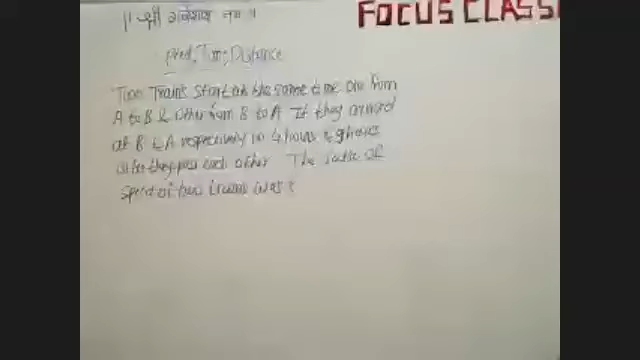 ॥ श्री गणेशाय नमः ॥
FOCUS CLASS
Speed, Time, Distance
Two Trains Start at the same time one from
A to B & other from B to A If they arrived
at B & A respectively in 4 hours & 9 hours
after they pass each other The ratio of
Speed of two trains was